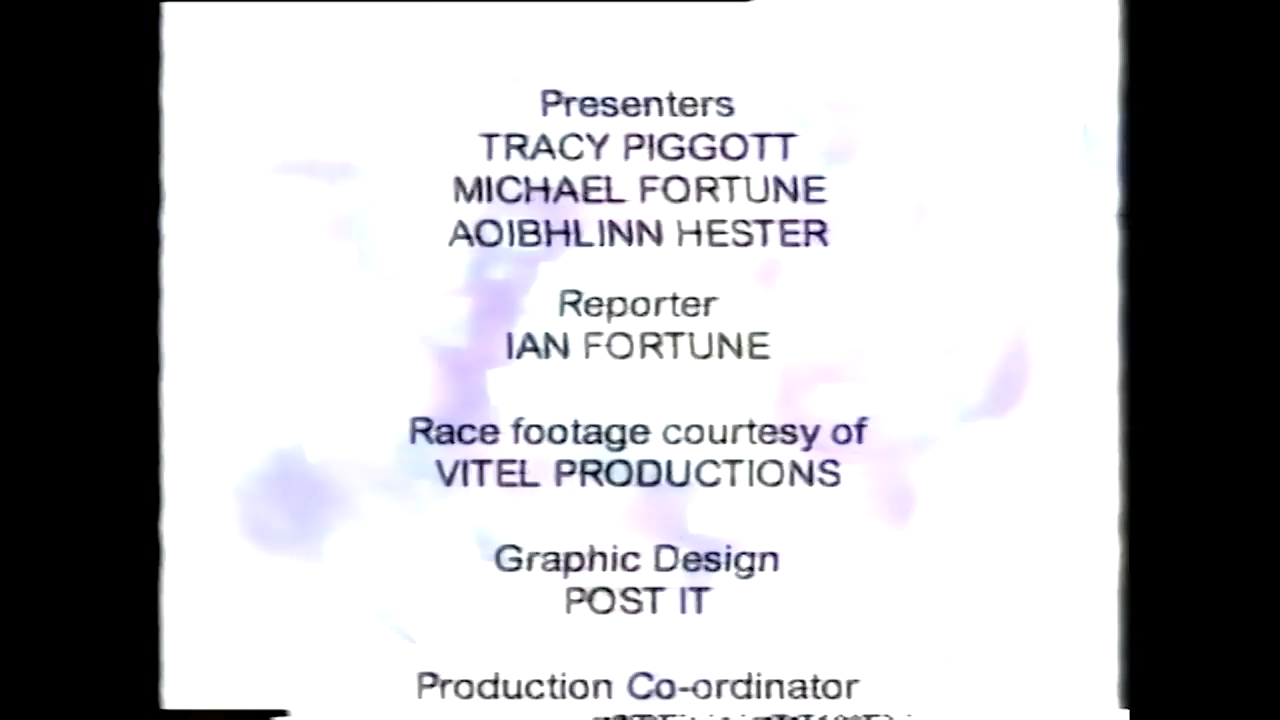 Presenters
TRACY PIGGOTT
MICHAEL FORTUNE
AOIBHLINN HESTER
Reporter
IAN FORTUNE
Race footage courtesy of
VITEL PRODUCTIONS
Graphic Design
POST IT
Production Co-ordinator